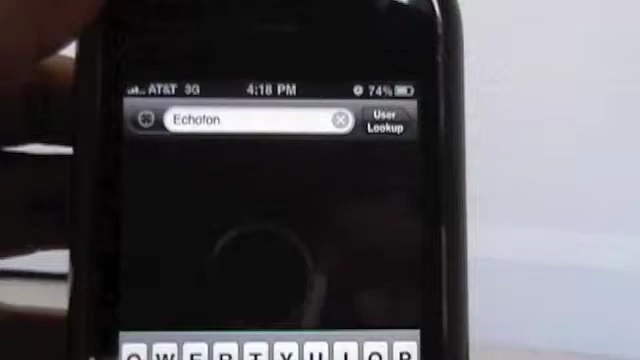 AT&T 3G 4:18 PM 74%
Echofon
User
Lookup
Q W E R T Y U I O P